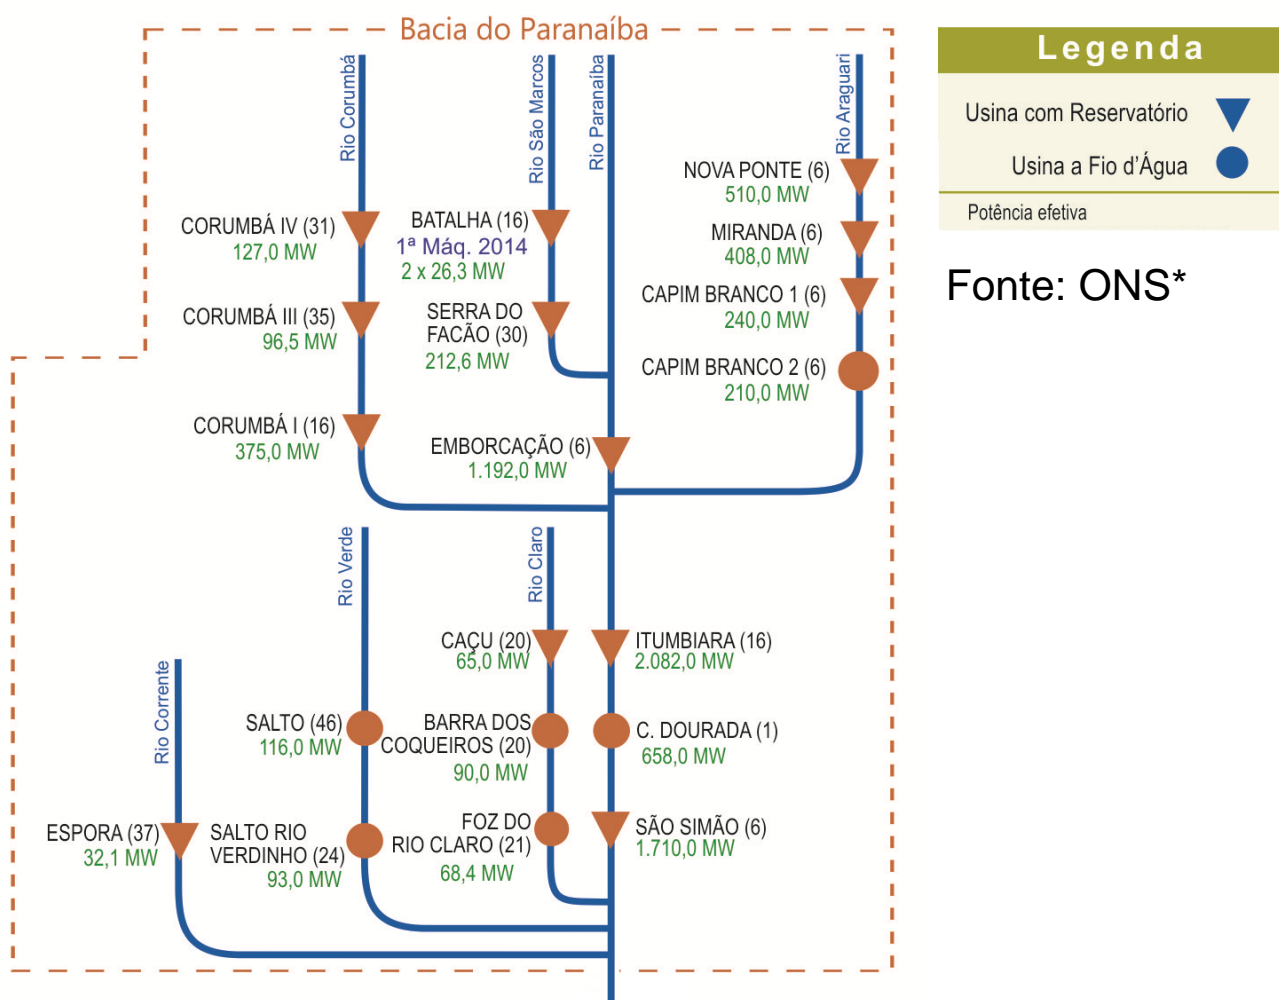 Bacia do Paranaíba
Legenda
Usina com Reservatório
Usina a Fio d'Água
Potência efetiva
Fonte: ONS*
Rio Corumbá
Rio São Marcos
Rio Paranaíba
Rio Araguari
NOVA PONTE (6)
510,0 MW
CORUMBÁ IV (31)
127,0 MW
BATALHA (16)
1ª Máq. 2014
2 x 26,3 MW
MIRANDA (6)
408,0 MW
CORUMBÁ III (35)
96,5 MW
SERRA DO
FACÃO (30)
212,6 MW
CAPIM BRANCO 1 (6)
240,0 MW
CAPIM BRANCO 2 (6)
210,0 MW
CORUMBÁ I (16)
375,0 MW
EMBORCAÇÃO (6)
1.192,0 MW
Rio Verde
Rio Claro
CAÇU (20)
65,0 MW
ITUMBIARA (16)
2.082,0 MW
Rio Corrente
SALTO (46)
116,0 MW
BARRA DOS
COQUEIROS (20)
90,0 MW
C. DOURADA (1)
658,0 MW
ESPORA (37)
32,1 MW
SALTO RIO
VERDINHO (24)
93,0 MW
FOZ DO
RIO CLARO (21)
68,4 MW
SÃO SIMÃO (6)
1.710,0 MW